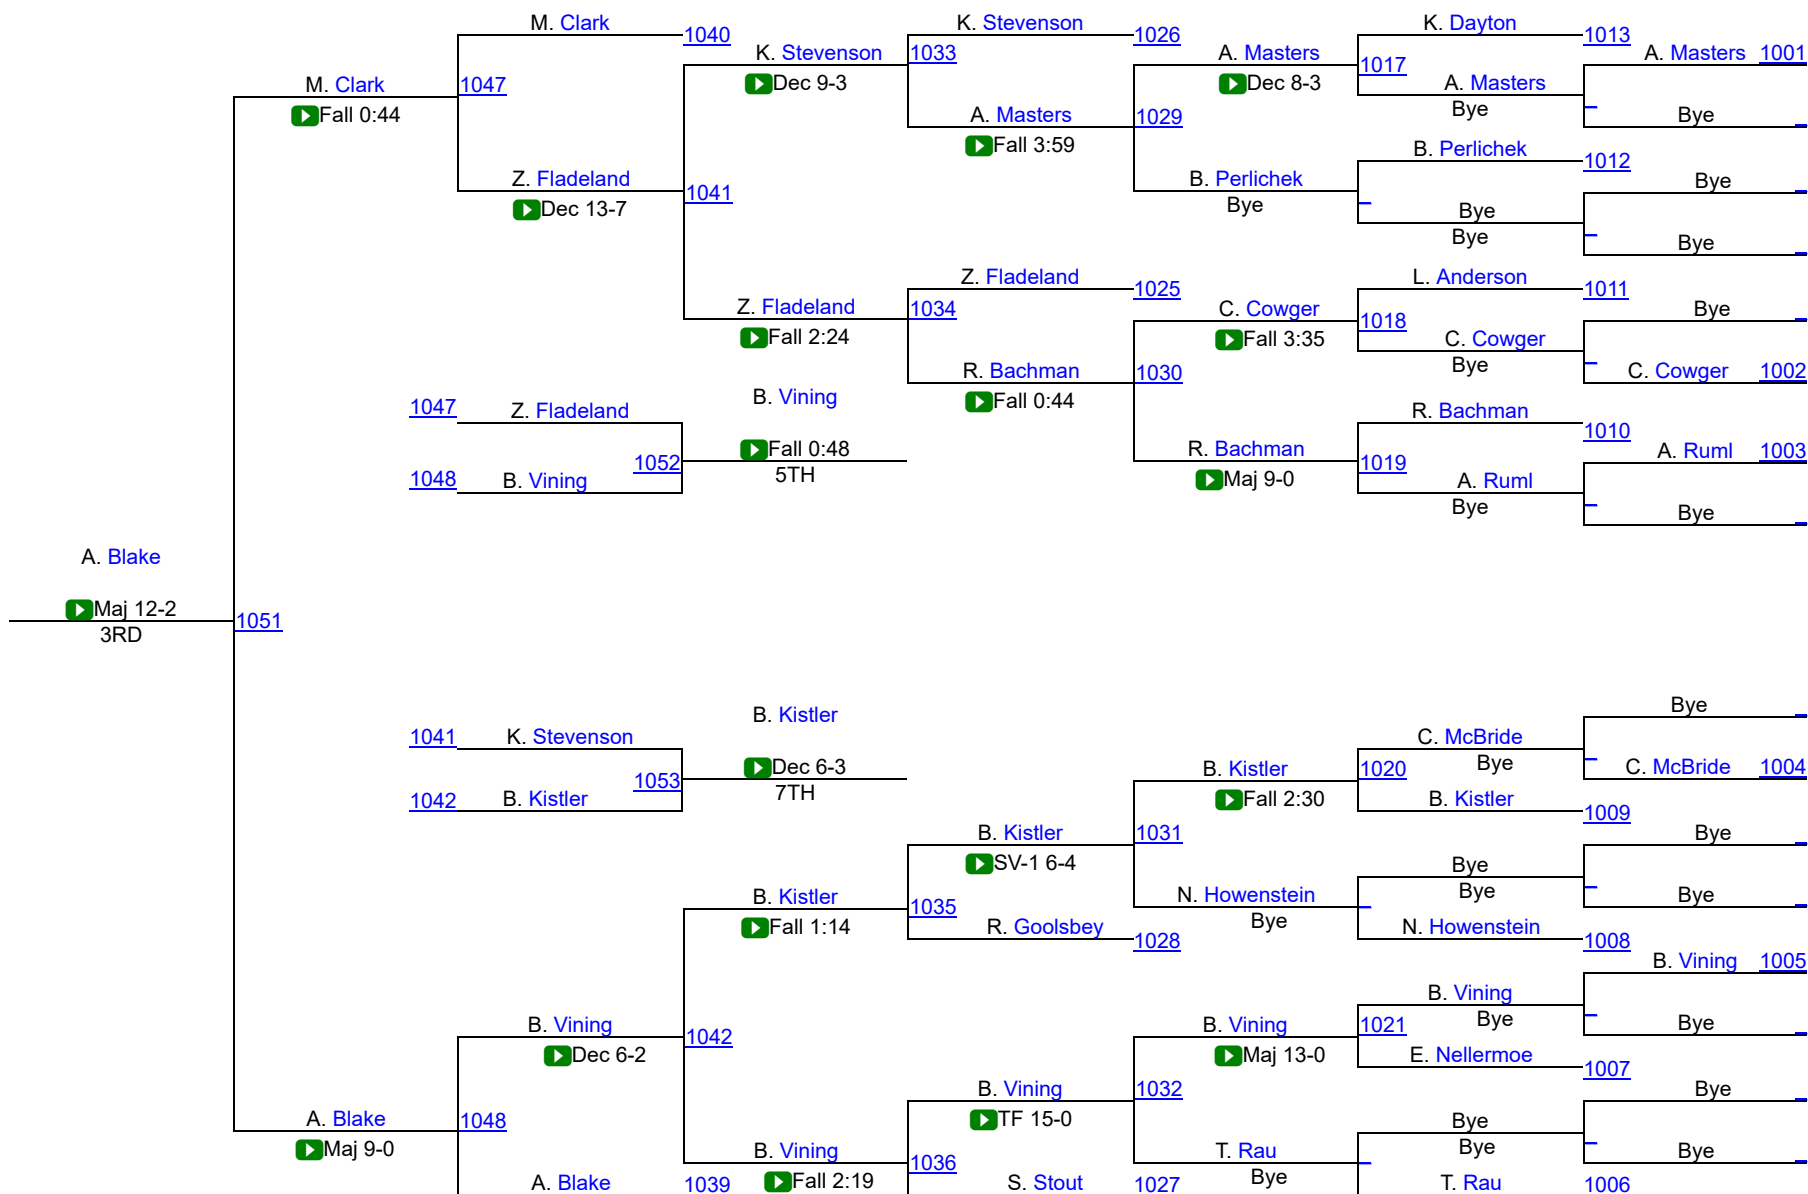 M. Clark 1040
K. Stevenson 1026
K. Dayton 1013
K. Stevenson 1033
A. Masters 1017
A. Masters 1001
M. Clark 1047
Dec 9-3
Dec 8-3
A. Masters
Bye
Fall 0:44
A. Masters 1029
Bye
Fall 3:59
B. Perlichek 1012
Z. Fladeland 1041
B. Perlichek
Bye
Bye
Dec 13-7
Bye
Bye
Bye
L. Anderson 1011
Z. Fladeland 1025
Z. Fladeland 1034
C. Cowger 1018
Bye
Fall 2:24
Fall 3:35
C. Cowger
Bye
R. Bachman 1030
C. Cowger 1002
Fall 0:44
B. Vining
1047 Z. Fladeland
R. Bachman 1010
Fall 0:48
5TH
1052
R. Bachman 1019
A. Ruml 1003
1048 B. Vining
Maj 9-0
A. Ruml
Bye
Bye
A. Blake
Maj 12-2
3RD
1051
Bye
B. Kistler
1041 K. Stevenson
C. McBride
Bye
Dec 6-3
7TH
1053
B. Kistler 1020
C. McBride 1004
1042 B. Kistler
Fall 2:30
B. Kistler 1009
B. Kistler 1031
Bye
SV-1 6-4
Bye
Bye
B. Kistler 1035
N. Howenstein
Bye
Bye
Fall 1:14
R. Goolsbey 1028
N. Howenstein 1008
B. Vining 1005
B. Vining
Bye
B. Vining 1042
B. Vining 1021
Bye
Dec 6-2
Maj 13-0
E. Nellermoe 1007
B. Vining 1032
Bye
A. Blake 1048
TF 15-0
Bye
Bye
Maj 9-0
B. Vining 1036
T. Rau
Bye
Bye
A. Blake 1039
Fall 2:19
S. Stout 1027
T. Rau 1006